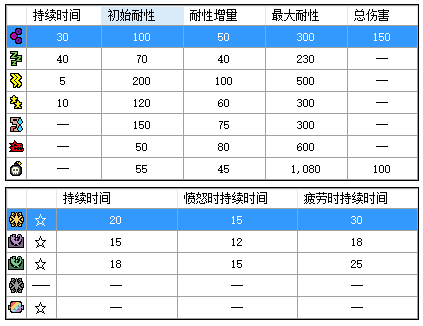 持续时间 初始耐性 耐性增量 最大耐性 总伤害
30 100 50 300 150
40 70 40 230 —
5 200 100 500 —
10 120 60 300 —
— 150 75 300 —
— 50 80 600 —
— 55 45 1,080 100
持续时间 愤怒时持续时间 疲劳时持续时间
☆ 20 15 30
☆ 15 12 18
☆ 18 15 25
— — — —
☆ — — —